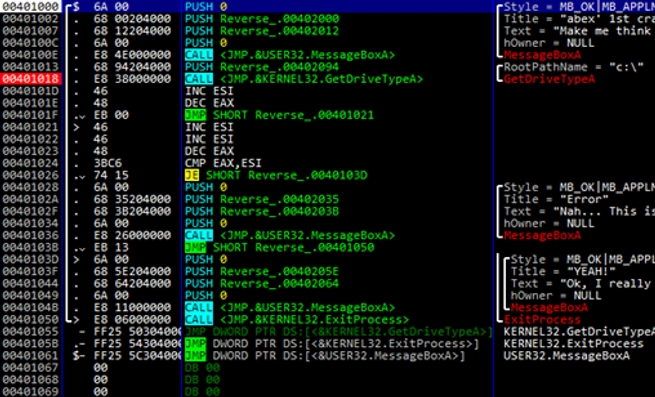 00401000 r$ 6A 00 PUSH 0 Style = MB_OK|MB_APPL
00401002 . 68 00204000 PUSH Reverse_.00402000 Title = "abex' 1st cra
00401007 . 68 12204000 PUSH Reverse_.00402012 Text = "Make me think
0040100C . 6A 00 PUSH 0 hOwner = NULL
0040100E . E8 4E000000 CALL <JMP.&USER32.MessageBoxA> MessageBoxA
00401013 . 68 94204000 PUSH Reverse_.00402094 RootPathName = "c:\"
00401018 . E8 38000000 CALL <JMP.&KERNEL32.GetDriveTypeA> GetDriveTypeA
0040101D . 46 INC ESI
0040101E . 48 DEC EAX
0040101F .v EB 00 JMP SHORT Reverse_.00401021
00401021 > 46 INC ESI
00401022 . 46 INC ESI
00401023 . 48 DEC EAX
00401024 . 3BC6 CMP EAX,ESI
00401026 .v 74 15 JE SHORT Reverse_.0040103D
00401028 . 6A 00 PUSH 0 Style = MB_OK|MB_APPL
0040102A . 68 35204000 PUSH Reverse_.00402035 Title = "Error"
0040102F . 68 3B204000 PUSH Reverse_.0040203B Text = "Nah... This is
00401034 . 6A 00 PUSH 0 hOwner = NULL
00401036 . E8 26000000 CALL <JMP.&USER32.MessageBoxA> MessageBoxA
0040103B .v EB 13 JMP SHORT Reverse_.00401050
0040103D > 6A 00 PUSH 0 Style = MB_OK|MB_APPL
0040103F . 68 5E204000 PUSH Reverse_.0040205E Title = "YEAH!"
00401044 . 68 64204000 PUSH Reverse_.00402064 Text = "Ok, I really
00401049 . 6A 00 PUSH 0 hOwner = NULL
0040104B . E8 11000000 CALL <JMP.&USER32.MessageBoxA> MessageBoxA
00401050 > E8 06000000 CALL <JMP.&KERNEL32.ExitProcess> ExitProcess
00401055 - FF25 50304000 JMP DWORD PTR DS:[<&KERNEL32.GetDriveTypeA>] KERNEL32.GetDriveTypeA
0040105B .- FF25 54304000 JMP DWORD PTR DS:[<&KERNEL32.ExitProcess>] KERNEL32.ExitProcess
00401061 $- FF25 5C304000 JMP DWORD PTR DS:[<&USER32.MessageBoxA>] USER32.MessageBoxA
00401067 00 DB 00
00401068 00 DB 00
00401069 00 DB 00